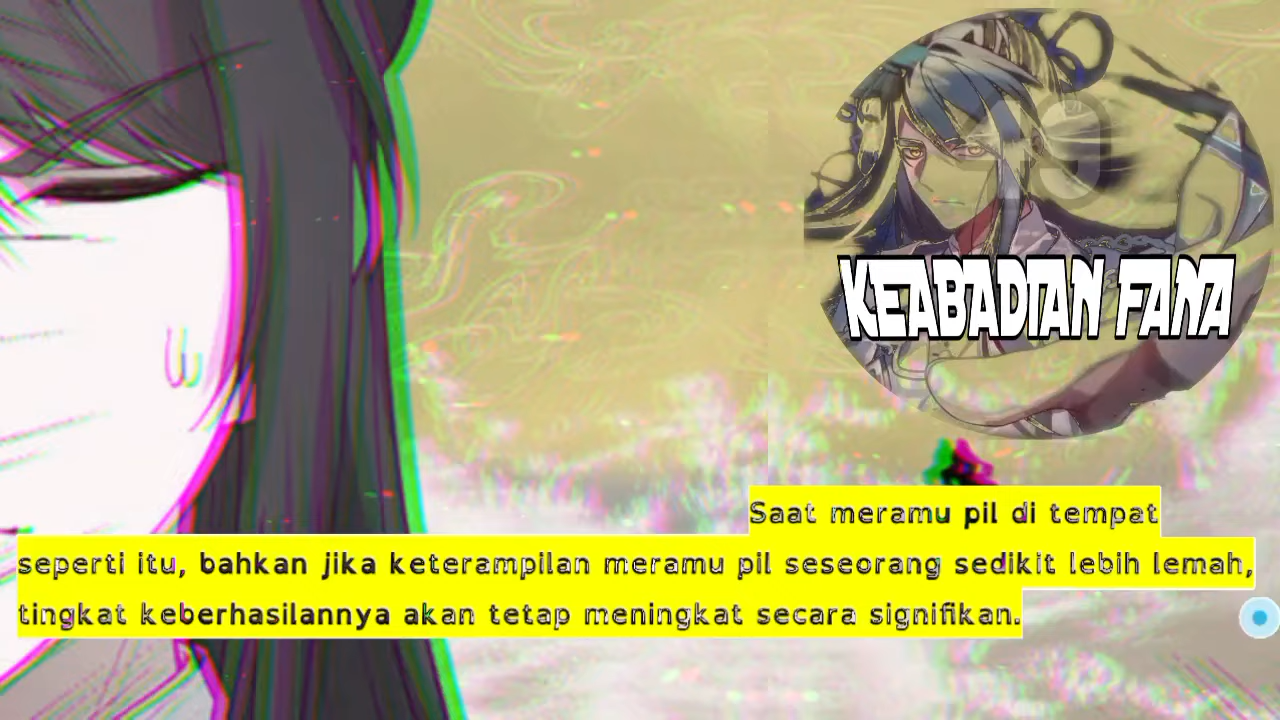 KEABADIAN FANA
Saat meramu pil di tempat
seperti itu, bahkan jika keterampilan meramu pil seseorang sedikit lebih lemah,
tingkat keberhasilannya akan tetap meningkat secara signifikan.